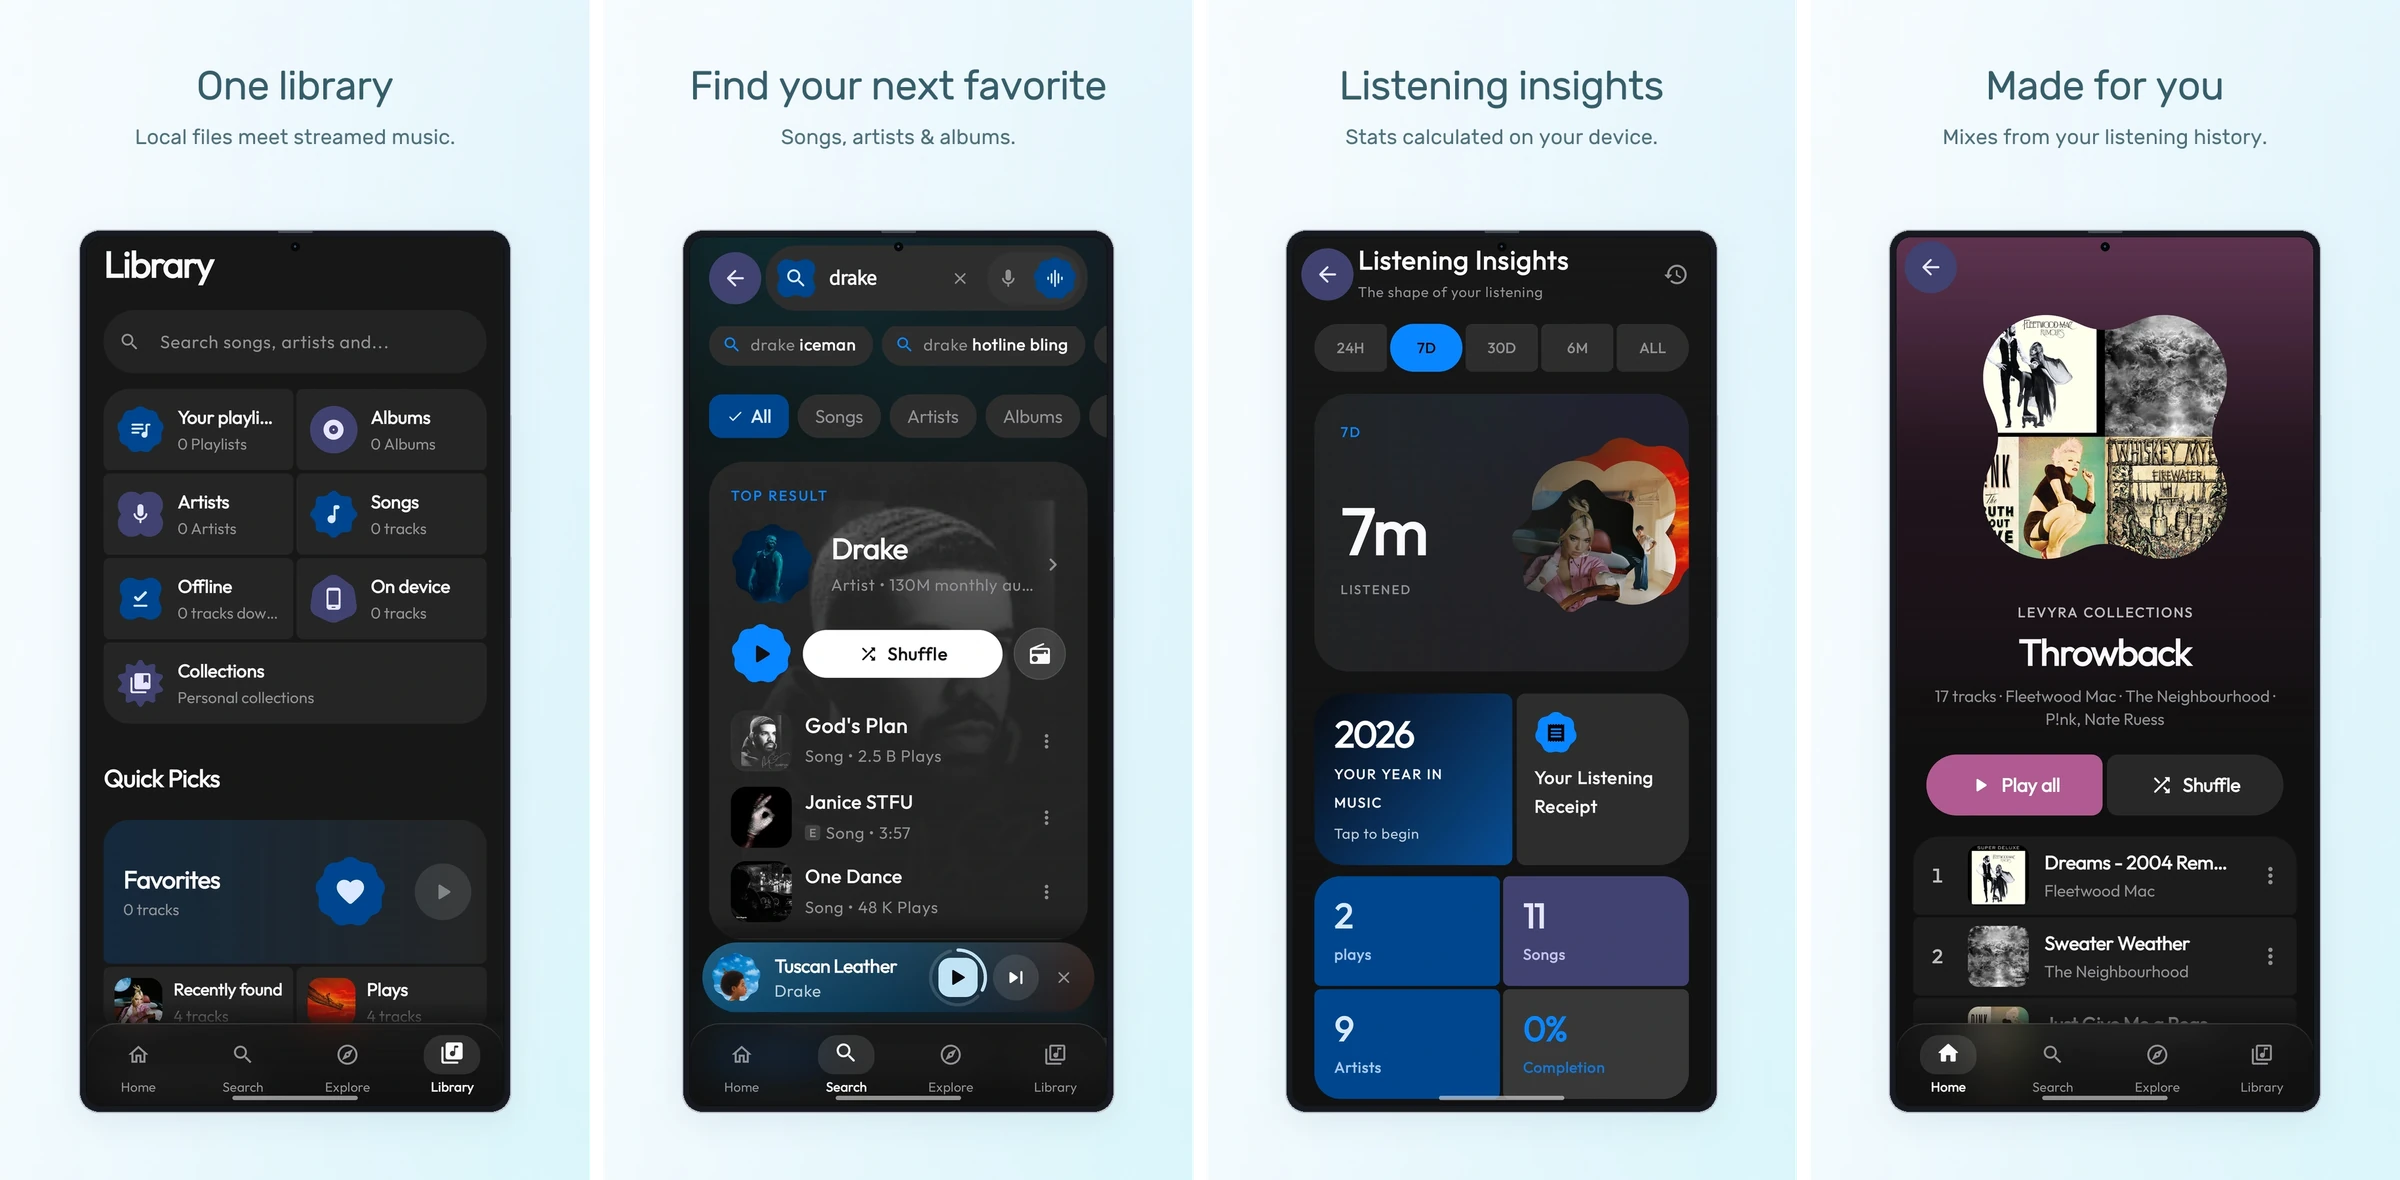 One library
Local files meet streamed music.
Library
Search songs, artists and...
Your playli...
0 Playlists
Albums
0 Albums
Artists
0 Artists
Songs
0 tracks
Offline
0 tracks dow...
On device
0 tracks
Collections
Personal collections
Quick Picks
Favorites
0 tracks
Recently found
4 tracks
Plays
4 tracks
Home
Search
Explore
Library
Find your next favorite
Songs, artists & albums.
drake
drake iceman
drake hotline bling
All
Songs
Artists
Albums
TOP RESULT
Drake
Artist • 130M monthly au...
Shuffle
God's Plan
Song • 2.5 B Plays
Janice STFU
E Song • 3:57
One Dance
Song • 48 K Plays
Tuscan Leather
Drake
Home
Search
Explore
Library
Listening insights
Stats calculated on your device.
Listening Insights
The shape of your listening
24H
7D
30D
6M
ALL
7D
7m
LISTENED
2026
YOUR YEAR IN
MUSIC
Tap to begin
Your Listening
Receipt
2
plays
11
Songs
9
Artists
0%
Completion
Made for you
Mixes from your listening history.
FLEETWOOD MAC
RUMOURS
WHISKEY MYE
FIREWATER
LEVYRA COLLECTIONS
Throwback
17 tracks · Fleetwood Mac · The Neighbourhood ·
P!nk, Nate Ruess
Play all
Shuffle
1
SUPER DELUXE
Dreams - 2004 Rem...
Fleetwood Mac
2
Sweater Weather
The Neighbourhood
Home
Search
Explore
Library